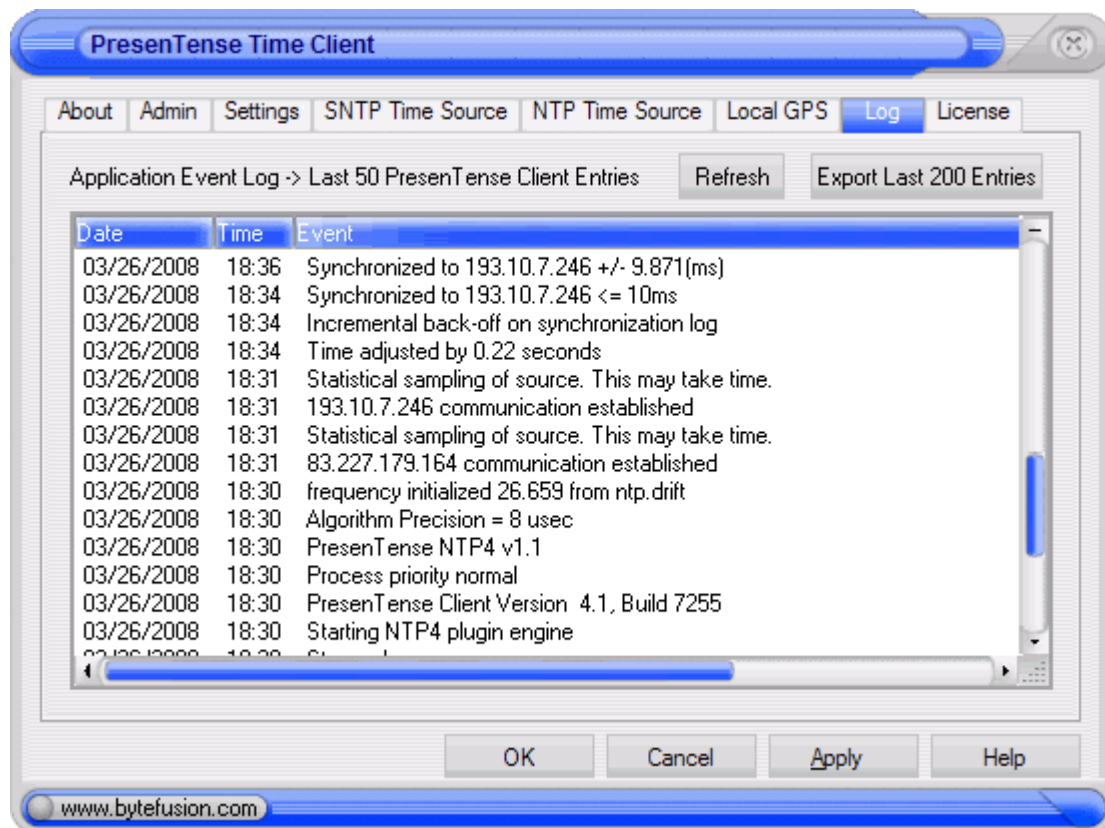 PresenTense Time Client
About Admin Settings SNTP Time Source NTP Time Source Local GPS Log License
Application Event Log -> Last 50 PresenTense Client Entries Refresh Export Last 200 Entries
Date Time Event
03/26/2008 18:36 Synchronized to 193.10.7.246 +/- 9.871(ms)
03/26/2008 18:34 Synchronized to 193.10.7.246 <= 10ms
03/26/2008 18:34 Incremental back-off on synchronization log
03/26/2008 18:34 Time adjusted by 0.22 seconds
03/26/2008 18:31 Statistical sampling of source. This may take time.
03/26/2008 18:31 193.10.7.246 communication established
03/26/2008 18:31 Statistical sampling of source. This may take time.
03/26/2008 18:31 83.227.179.164 communication established
03/26/2008 18:30 frequency initialized 26.659 from ntp.drift
03/26/2008 18:30 Algorithm Precision = 8 usec
03/26/2008 18:30 PresenTense NTP4 v1.1
03/26/2008 18:30 Process priority normal
03/26/2008 18:30 PresenTense Client Version 4.1, Build 7255
03/26/2008 18:30 Starting NTP4 plugin engine
OK Cancel Apply Help
www.bytefusion.com